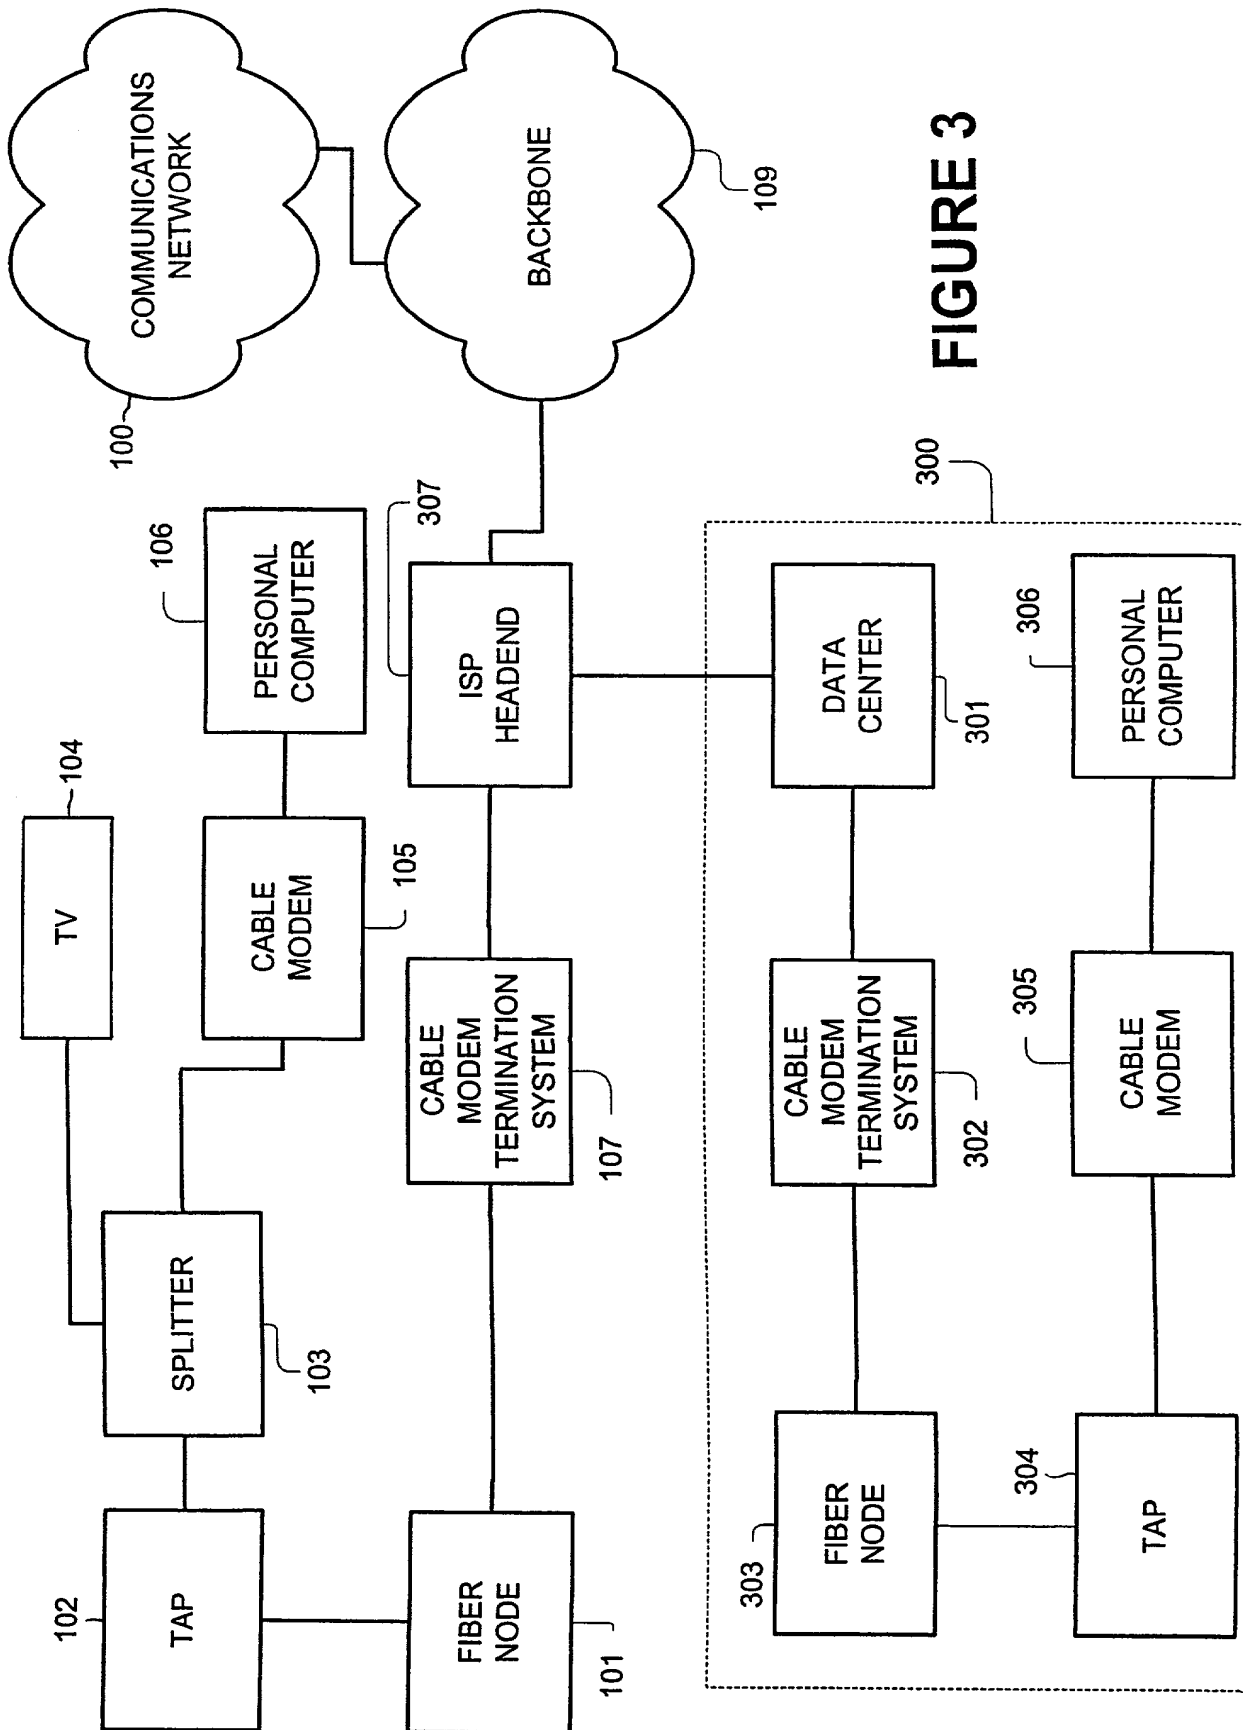 102
TAP
SPLITTER
103
TV
104
CABLE
MODEM
105
PERSONAL
COMPUTER
106
COMMUNICATIONS
NETWORK
100
FIBER
NODE
101
CABLE
MODEM
TERMINATION
SYSTEM
107
ISP
HEADEND
307
BACKBONE
109
300
303
FIBER
NODE
CABLE
MODEM
TERMINATION
SYSTEM
302
DATA
CENTER
301
304
TAP
305
CABLE
MODEM
306
PERSONAL
COMPUTER
FIGURE 3